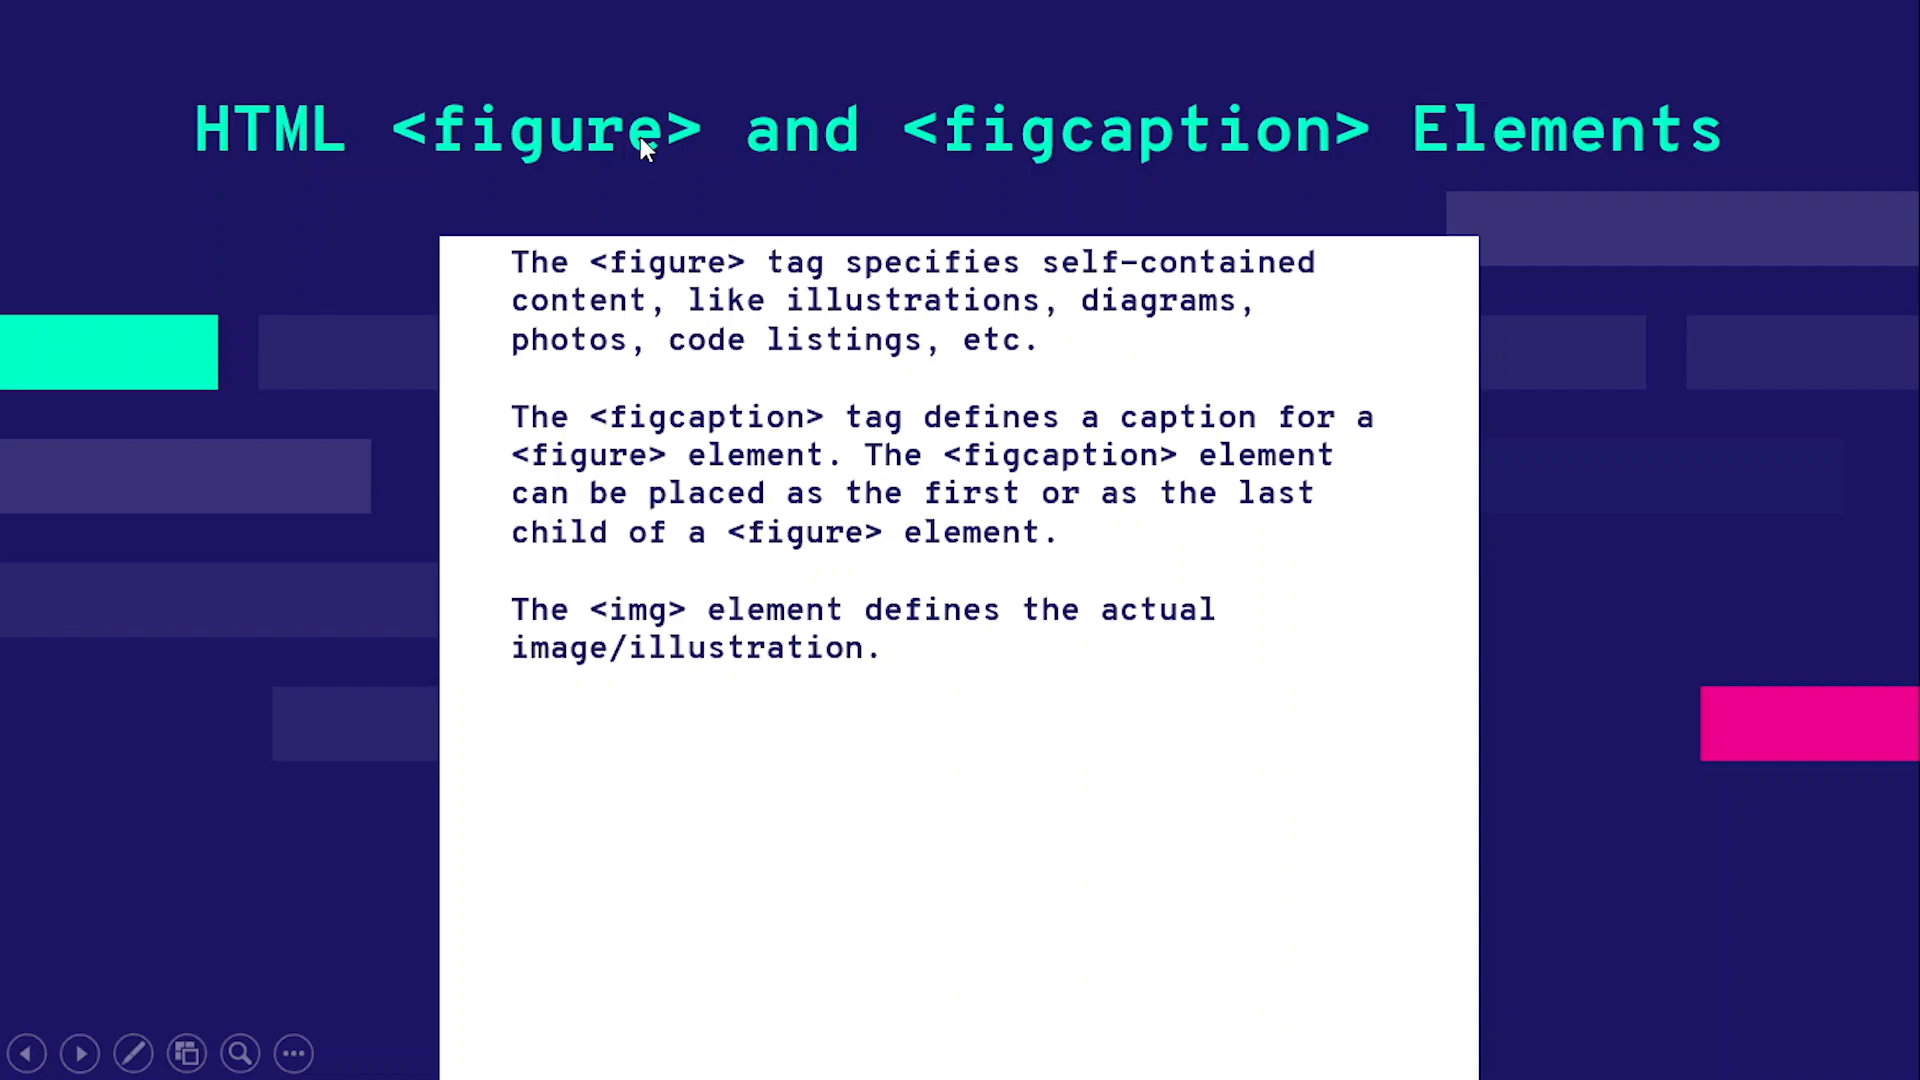 HTML <figure> and <figcaption> Elements
The <figure> tag specifies self-contained
content, like illustrations, diagrams,
photos, code listings, etc.
The <figcaption> tag defines a caption for a
<figure> element. The <figcaption> element
can be placed as the first or as the last
child of a <figure> element.
The <img> element defines the actual
image/illustration.